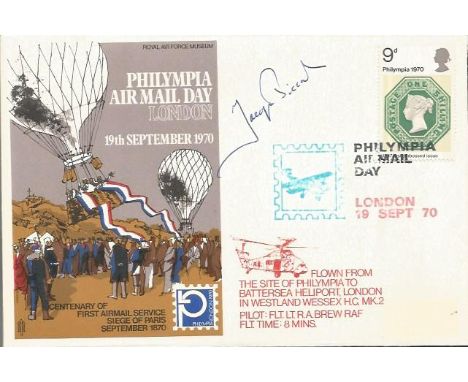 ROYAL AIR FORCE MUSEUM
PHILYMPIA
AIR MAIL DAY
LONDON
19th SEPTEMBER 1970
CENTENARY OF
FIRST AIRMAIL SERVICE
SIEGE OF PARIS
SEPTEMBER 1870
9d
Philympia 1970
POSTAGE ONE SHILLING
PHILYMPIA
AIR MAIL
DAY
LONDON
19 SEPT 70
FLOWN FROM
THE SITE OF PHILYMPIA TO
BATTERSEA HELIPORT, LONDON
IN WESTLAND WESSEX H.C. MK.2
PILOT: FLT LT R.A. BREW RAF
FLT TIME: 8 MINS.